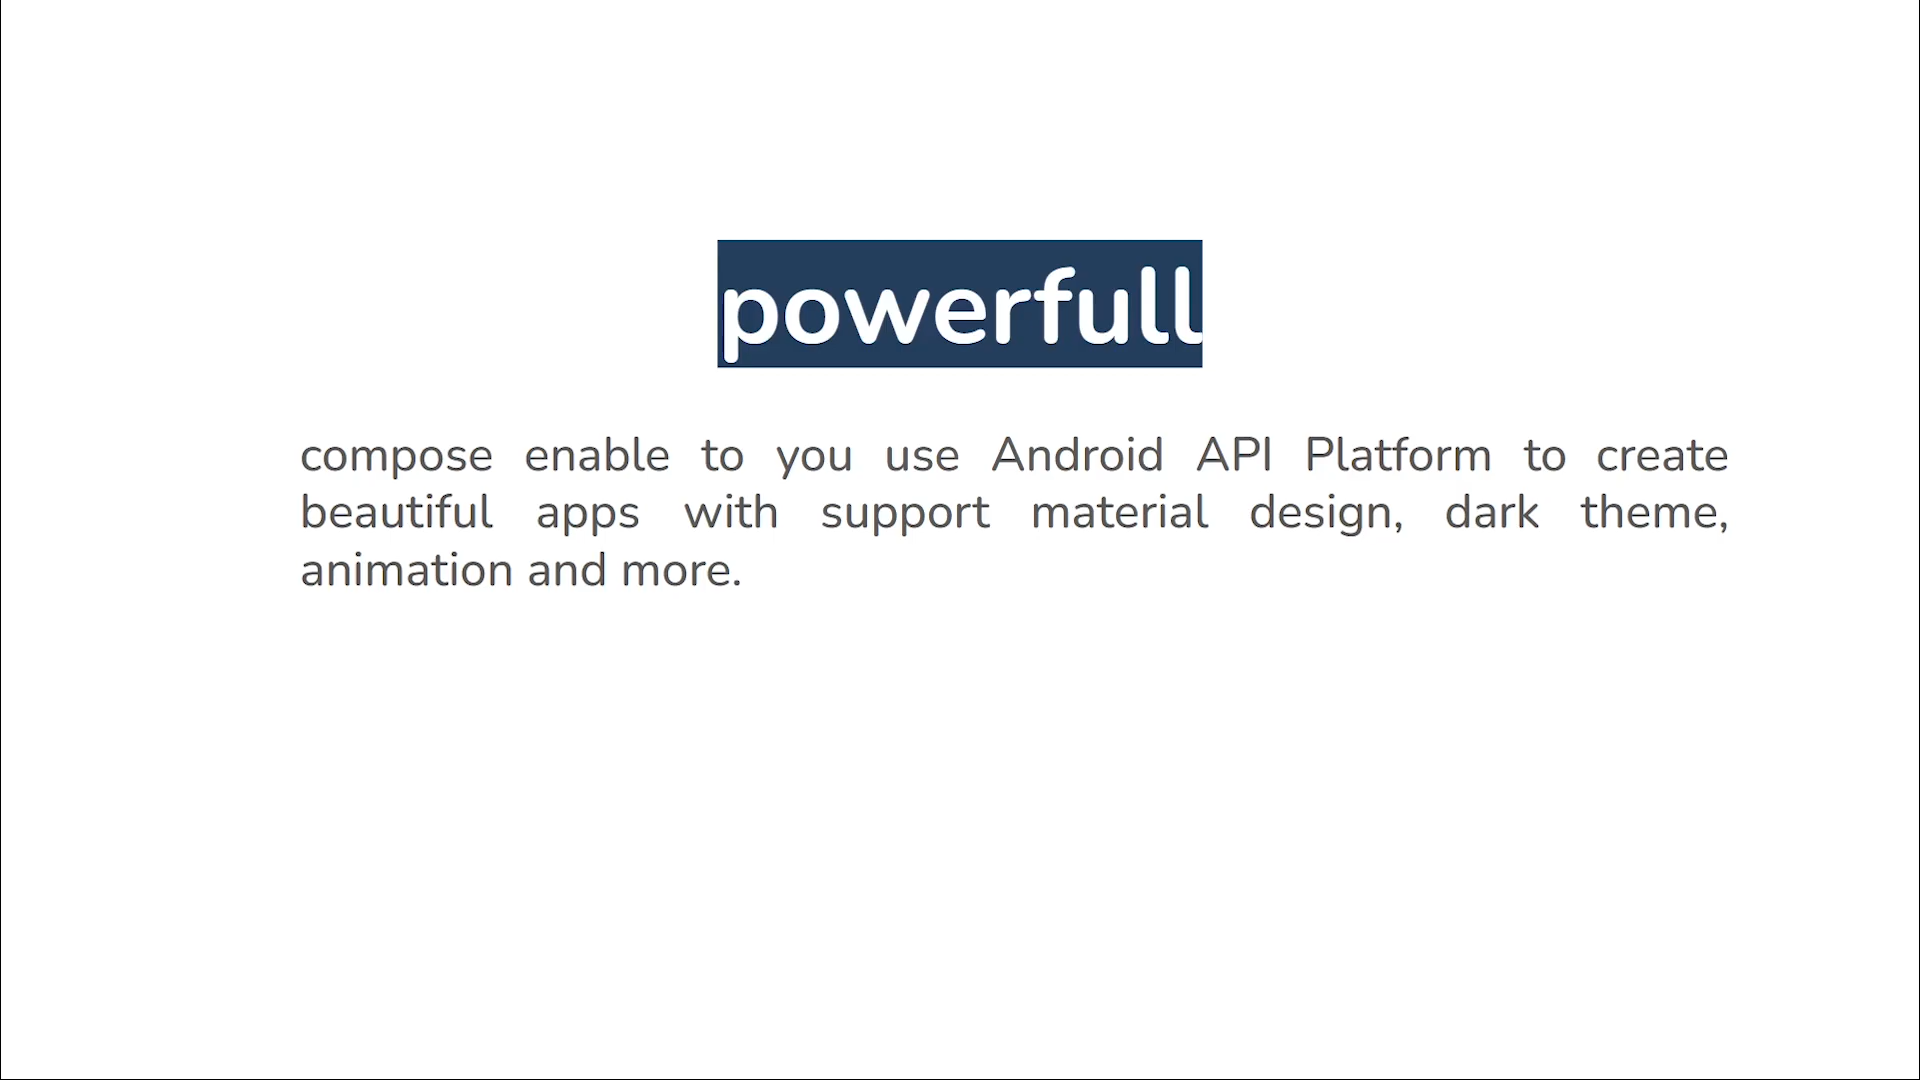 powerfull
compose enable to you use Android API Platform to create
beautiful apps with support material design, dark theme,
animation and more.